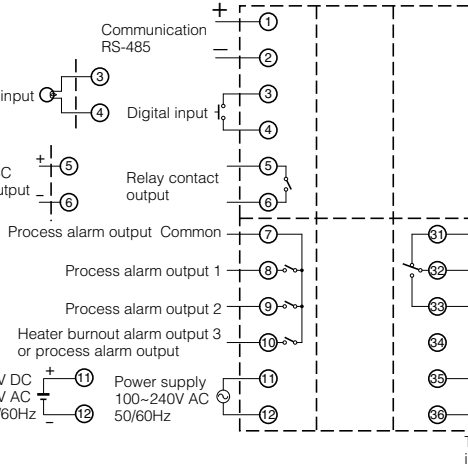 +
Communication
RS-485
−
1
2
3
4
input
3
4
Digital input
+
5
−
6
Relay contact
output
5
6
Process alarm output Common
7
31
Process alarm output 1
8
32
Process alarm output 2
9
33
Heater burnout alarm output 3
or process alarm output
10
34
V DC
V AC
/60Hz
+
−
11
12
Power supply
100~240V AC
50/60Hz
11
12
35
36